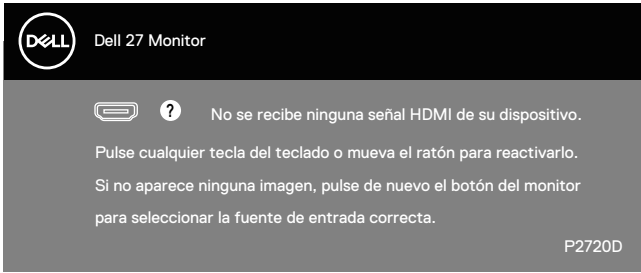 DELL
Dell 27 Monitor
? No se recibe ninguna señal HDMI de su dispositivo.
Pulse cualquier tecla del teclado o mueva el ratón para reactivarlo.
Si no aparece ninguna imagen, pulse de nuevo el botón del monitor
para seleccionar la fuente de entrada correcta.
P2720D